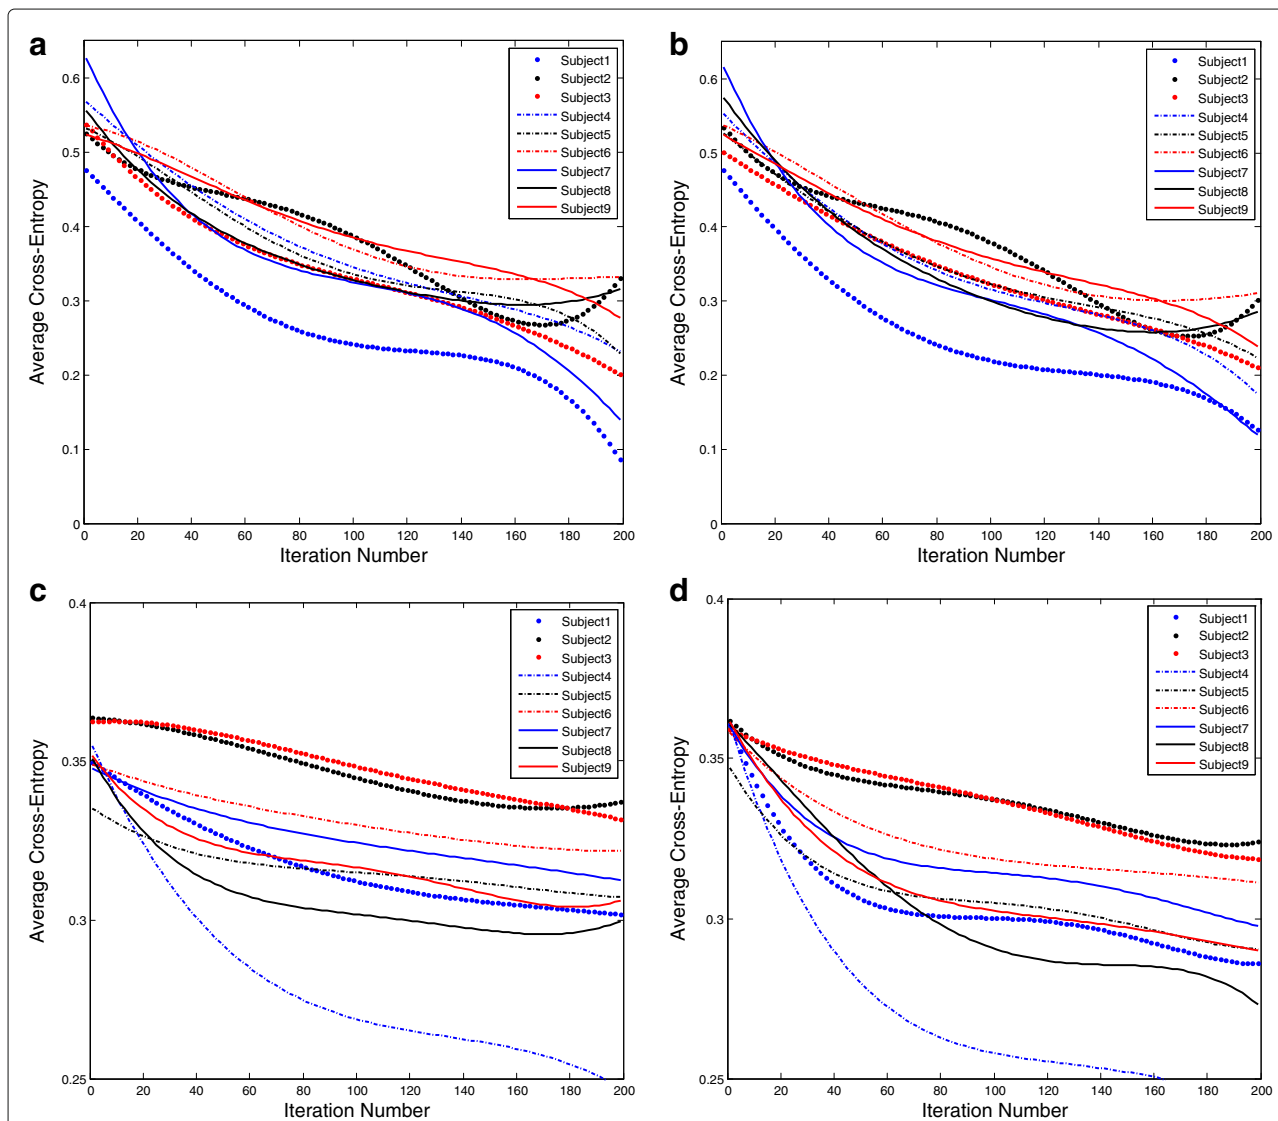 a
Average Cross-Entropy
0.6
0.5
0.4
0.3
0.2
0.1
0
0 20 40 60 80 100 120 140 160 180 200
Iteration Number
Subject1
Subject2
Subject3
Subject4
Subject5
Subject6
Subject7
Subject8
Subject9
b
Average Cross-Entropy
0.6
0.5
0.4
0.3
0.2
0.1
0
0 20 40 60 80 100 120 140 160 180 200
Iteration Number
Subject1
Subject2
Subject3
Subject4
Subject5
Subject6
Subject7
Subject8
Subject9
c
Average Cross-Entropy
0.4
0.35
0.3
0.25
0 20 40 60 80 100 120 140 160 180 200
Iteration Number
Subject1
Subject2
Subject3
Subject4
Subject5
Subject6
Subject7
Subject8
Subject9
d
Average Cross-Entropy
0.4
0.35
0.3
0.25
0 20 40 60 80 100 120 140 160 180 200
Iteration Number
Subject1
Subject2
Subject3
Subject4
Subject5
Subject6
Subject7
Subject8
Subject9